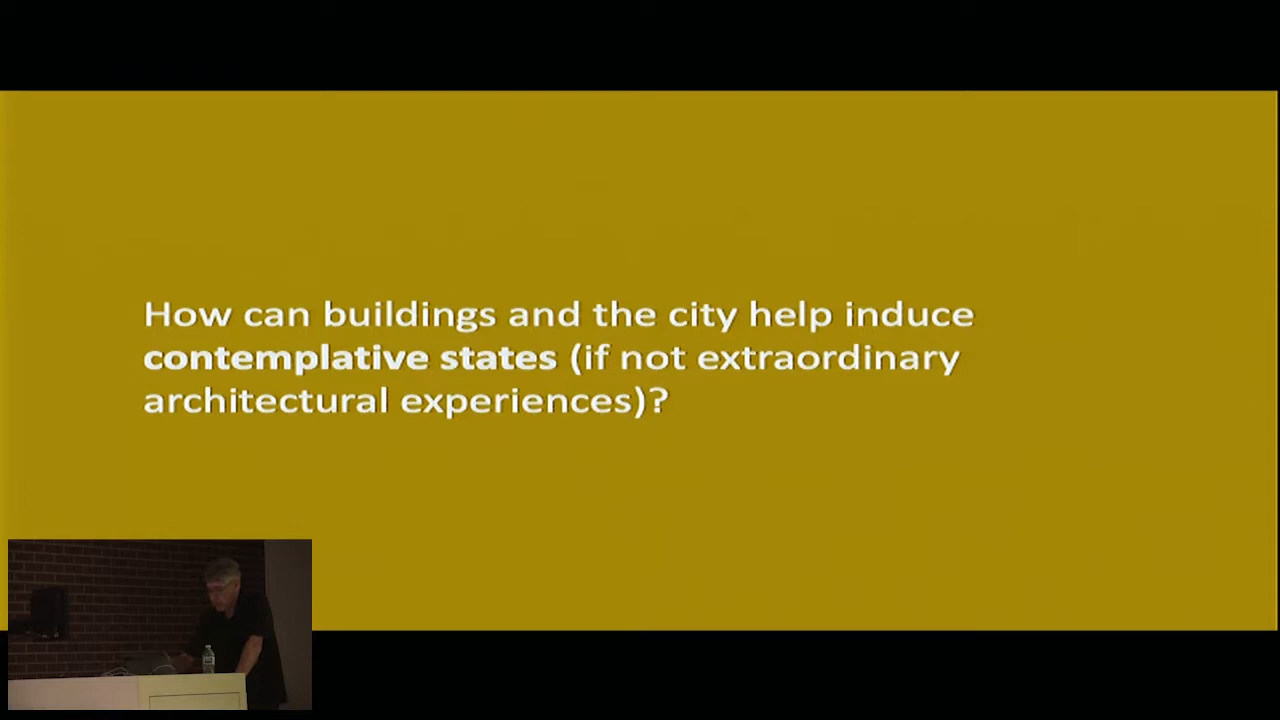 How can buildings and the city help induce
contemplative states (if not extraordinary
architectural experiences)?